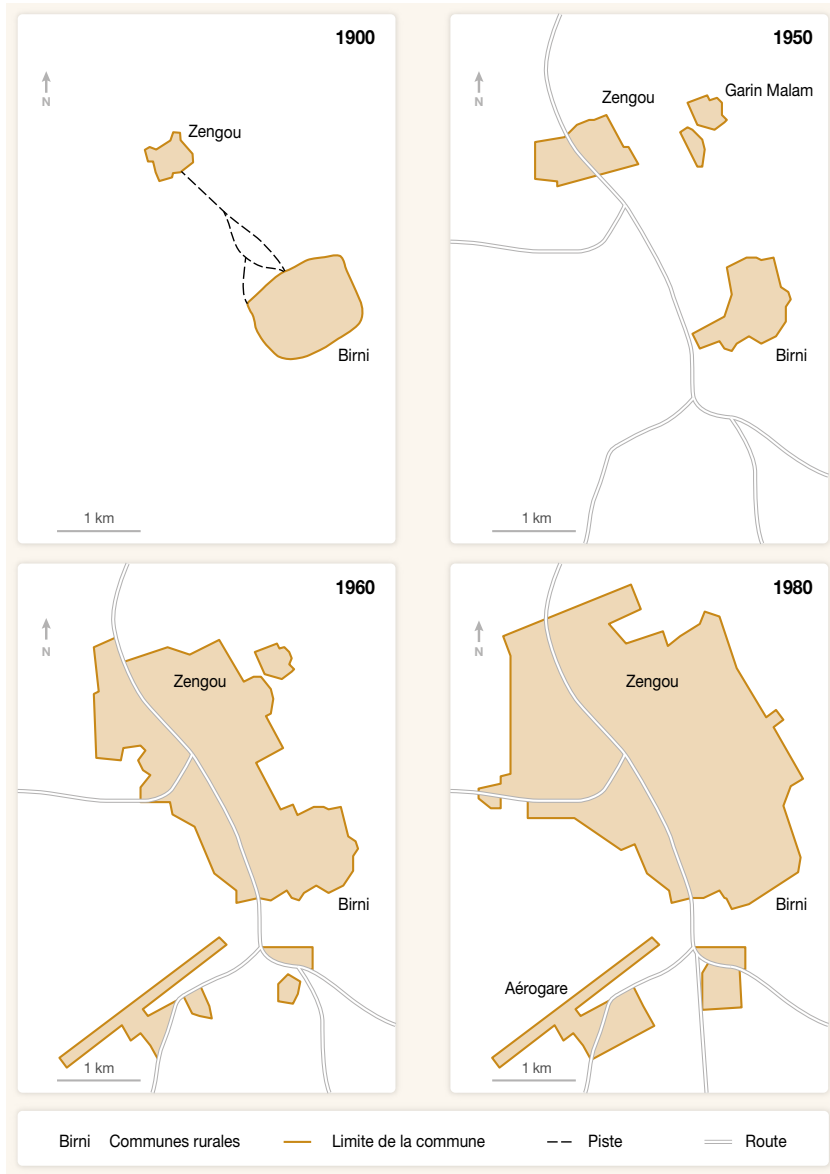 1900
N
Zengou
Birni
1 km
1950
N
Zengou
Garin Malam
Birni
1 km
1960
N
Zengou
Birni
1 km
1980
N
Zengou
Birni
Aérogare
1 km
Birni Communes rurales Limite de la commune Piste Route